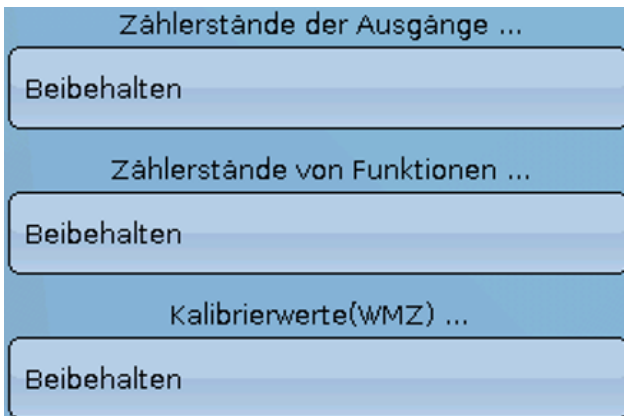 Zählerstände der Ausgänge ...
Beibehalten
Zählerstände von Funktionen ...
Beibehalten
Kalibrierwerte(WMZ) ...
Beibehalten